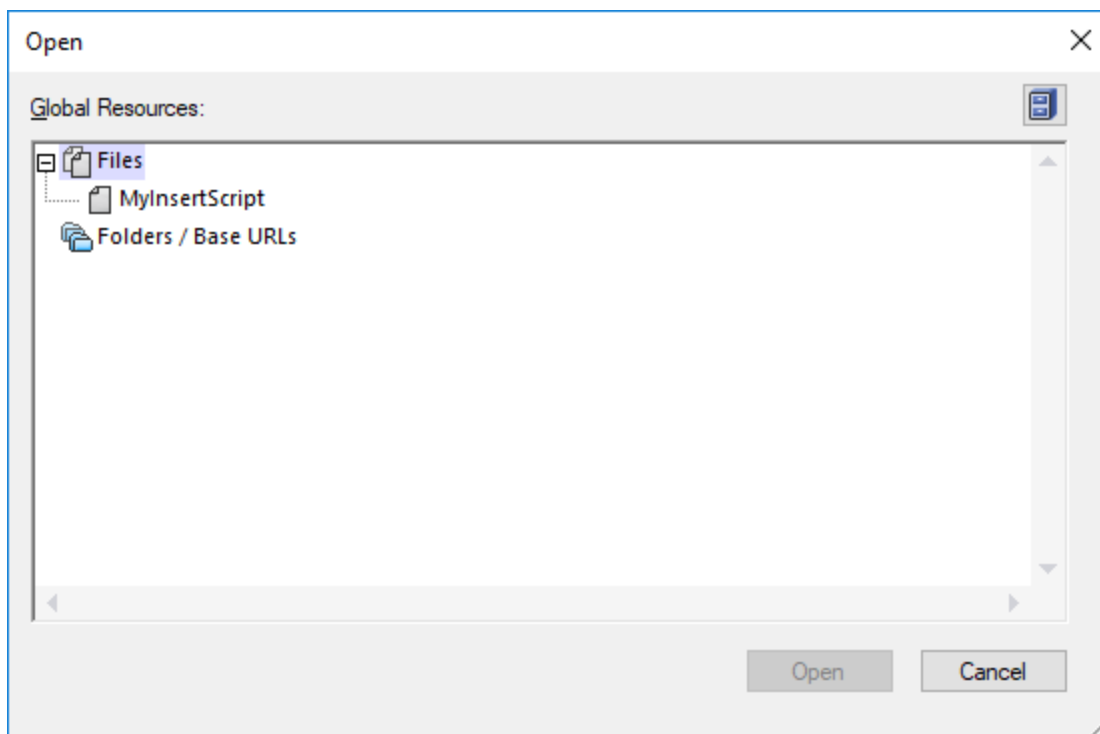 Open
Global Resources:
Files
MyInsertScript
Folders / Base URLs
Open Cancel